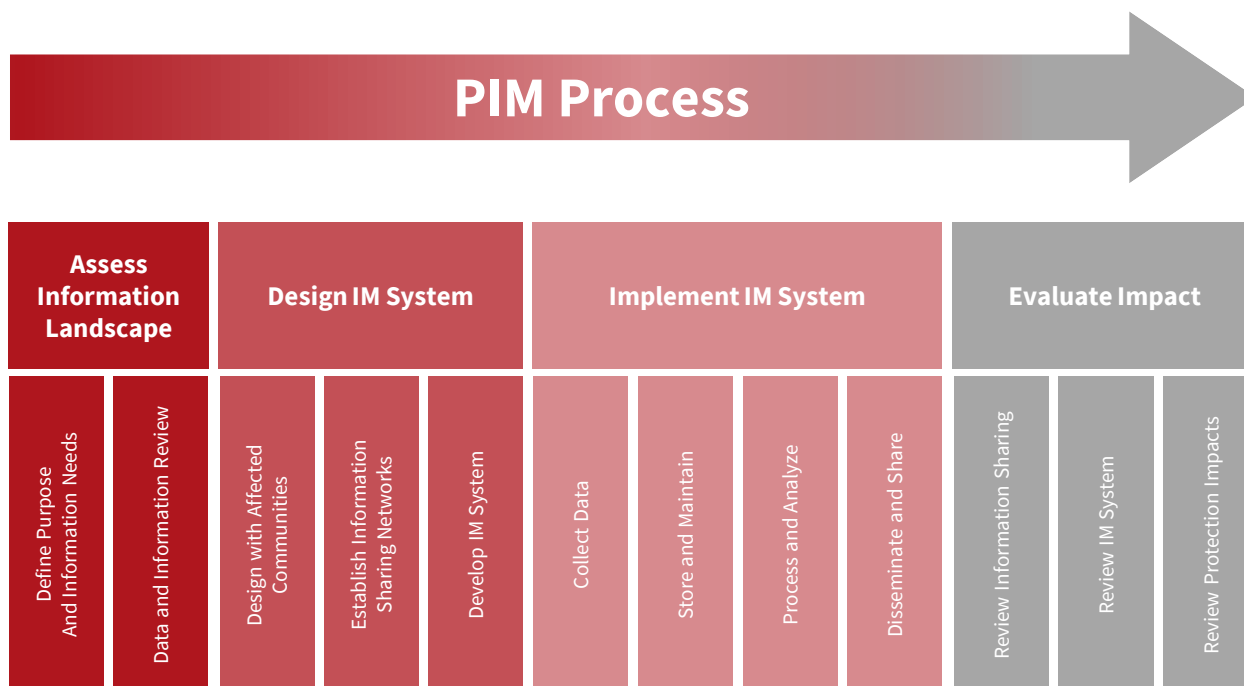 PIM Process
Assess
Information
Landscape
Design IM System
Implement IM System
Evaluate Impact
Define Purpose
And Information Needs
Data and Information Review
Design with Affected
Communities
Establish Information
Sharing Networks
Develop IM System
Collect Data
Store and Maintain
Process and Analyze
Disseminate and Share
Review Information Sharing
Review IM System
Review Protection Impacts